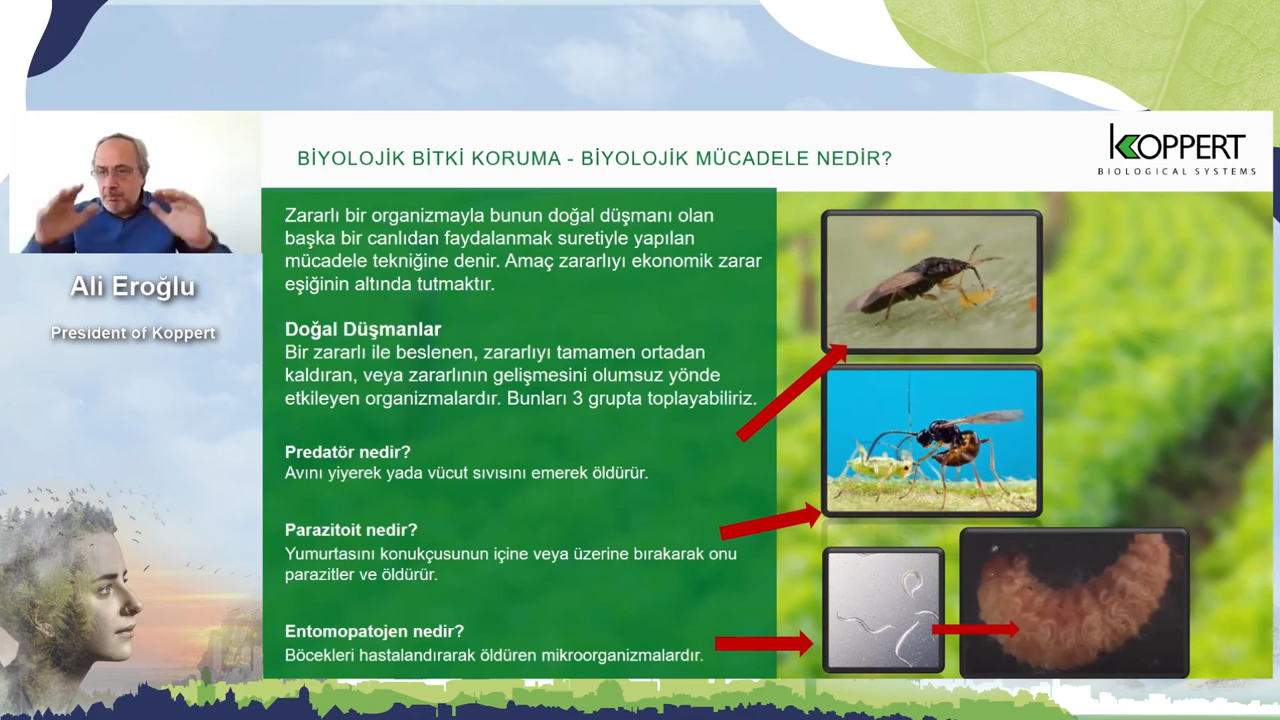 BİYOLOJİK BİTKİ KORUMA - BİYOLOJİK MÜCADELE NEDİR?
KOPPERT
BIOLOGICAL SYSTEMS
Ali Eroğlu
President of Koppert
Zararlı bir organizmayla bunun doğal düşmanı olan
başka bir canlıdan faydalanmak suretiyle yapılan
mücadele tekniğine denir. Amaç zararlıyı ekonomik zarar
eşiğinin altında tutmaktır.
Doğal Düşmanlar
Bir zararlı ile beslenen, zararlıyı tamamen ortadan
kaldıran, veya zararlının gelişmesini olumsuz yönde
etkileyen organizmalardır. Bunları 3 grupta toplayabiliriz.
Predatör nedir?
Avını yiyerek yada vücut sıvısını emerek öldürür.
Parazitoit nedir?
Yumurtasını konukçusunun içine veya üzerine bırakarak onu
parazitler ve öldürür.
Entomopatojen nedir?
Böcekleri hastalandırarak öldüren mikroorganizmalardır.